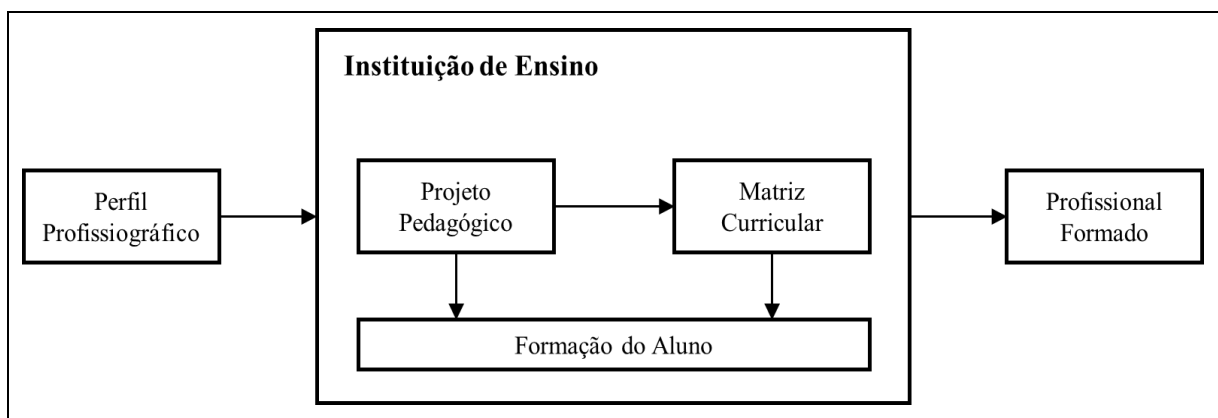 Instituição de Ensino
Perfil
Profissiográfico
Projeto
Pedagógico
Matriz
Curricular
Profissional
Formado
Formação do Aluno